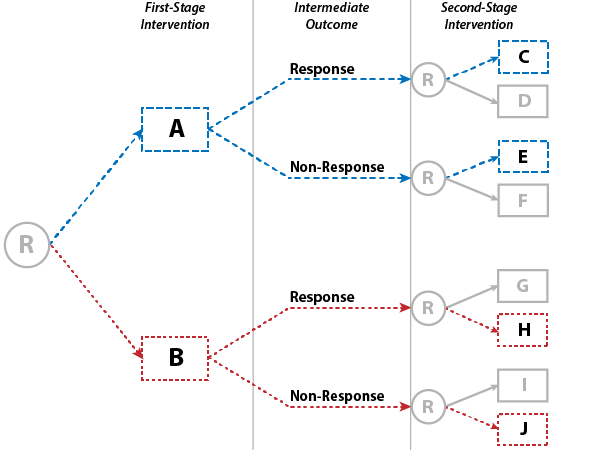 First-Stage
Intervention
Intermediate
Outcome
Second-Stage
Intervention
Response
R
C
D
A
Non-Response
R
E
F
R
Response
R
G
H
B
Non-Response
R
I
J